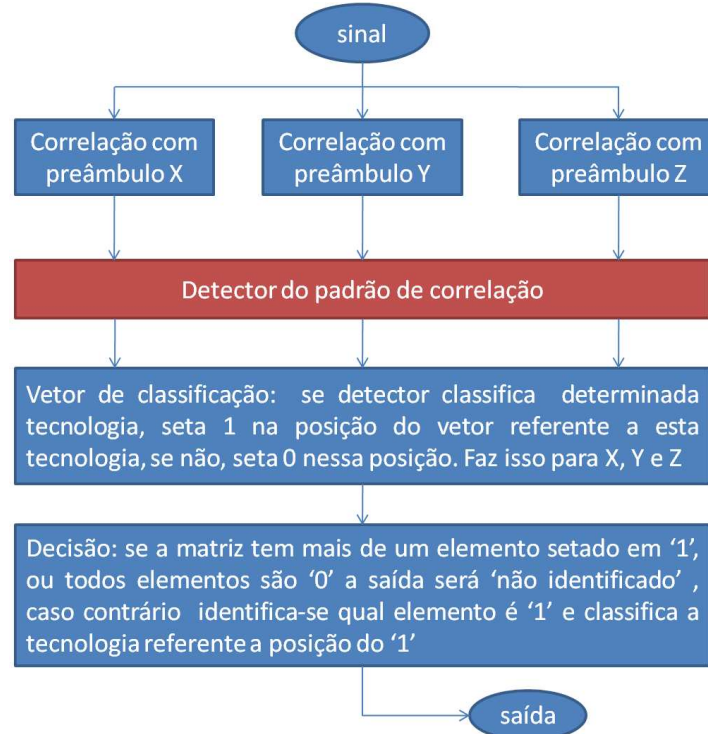 sinal
Correlação com
preâmbulo X
Correlação com
preâmbulo Y
Correlação com
preâmbulo Z
Detector do padrão de correlação
Vetor de classificação: se detector classifica determinada
tecnologia, seta 1 na posição do vetor referente a esta
tecnologia, se não, seta 0 nessa posição. Faz isso para X, Y e Z
Decisão: se a matriz tem mais de um elemento setado em ‘1’,
ou todos elementos são ‘0’ a saída será ‘não identificado’ ,
caso contrário identifica-se qual elemento é ‘1’ e classifica a
tecnologia referente a posição do ‘1’
saída